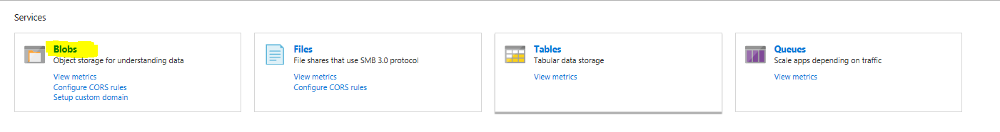 Services
Blobs
Object storage for understanding data
View metrics
Configure CORS rules
Setup custom domain
Files
File shares that use SMB 3.0 protocol
View metrics
Configure CORS rules
Tables
Tabular data storage
View metrics
Queues
Scale apps depending on traffic
View metrics